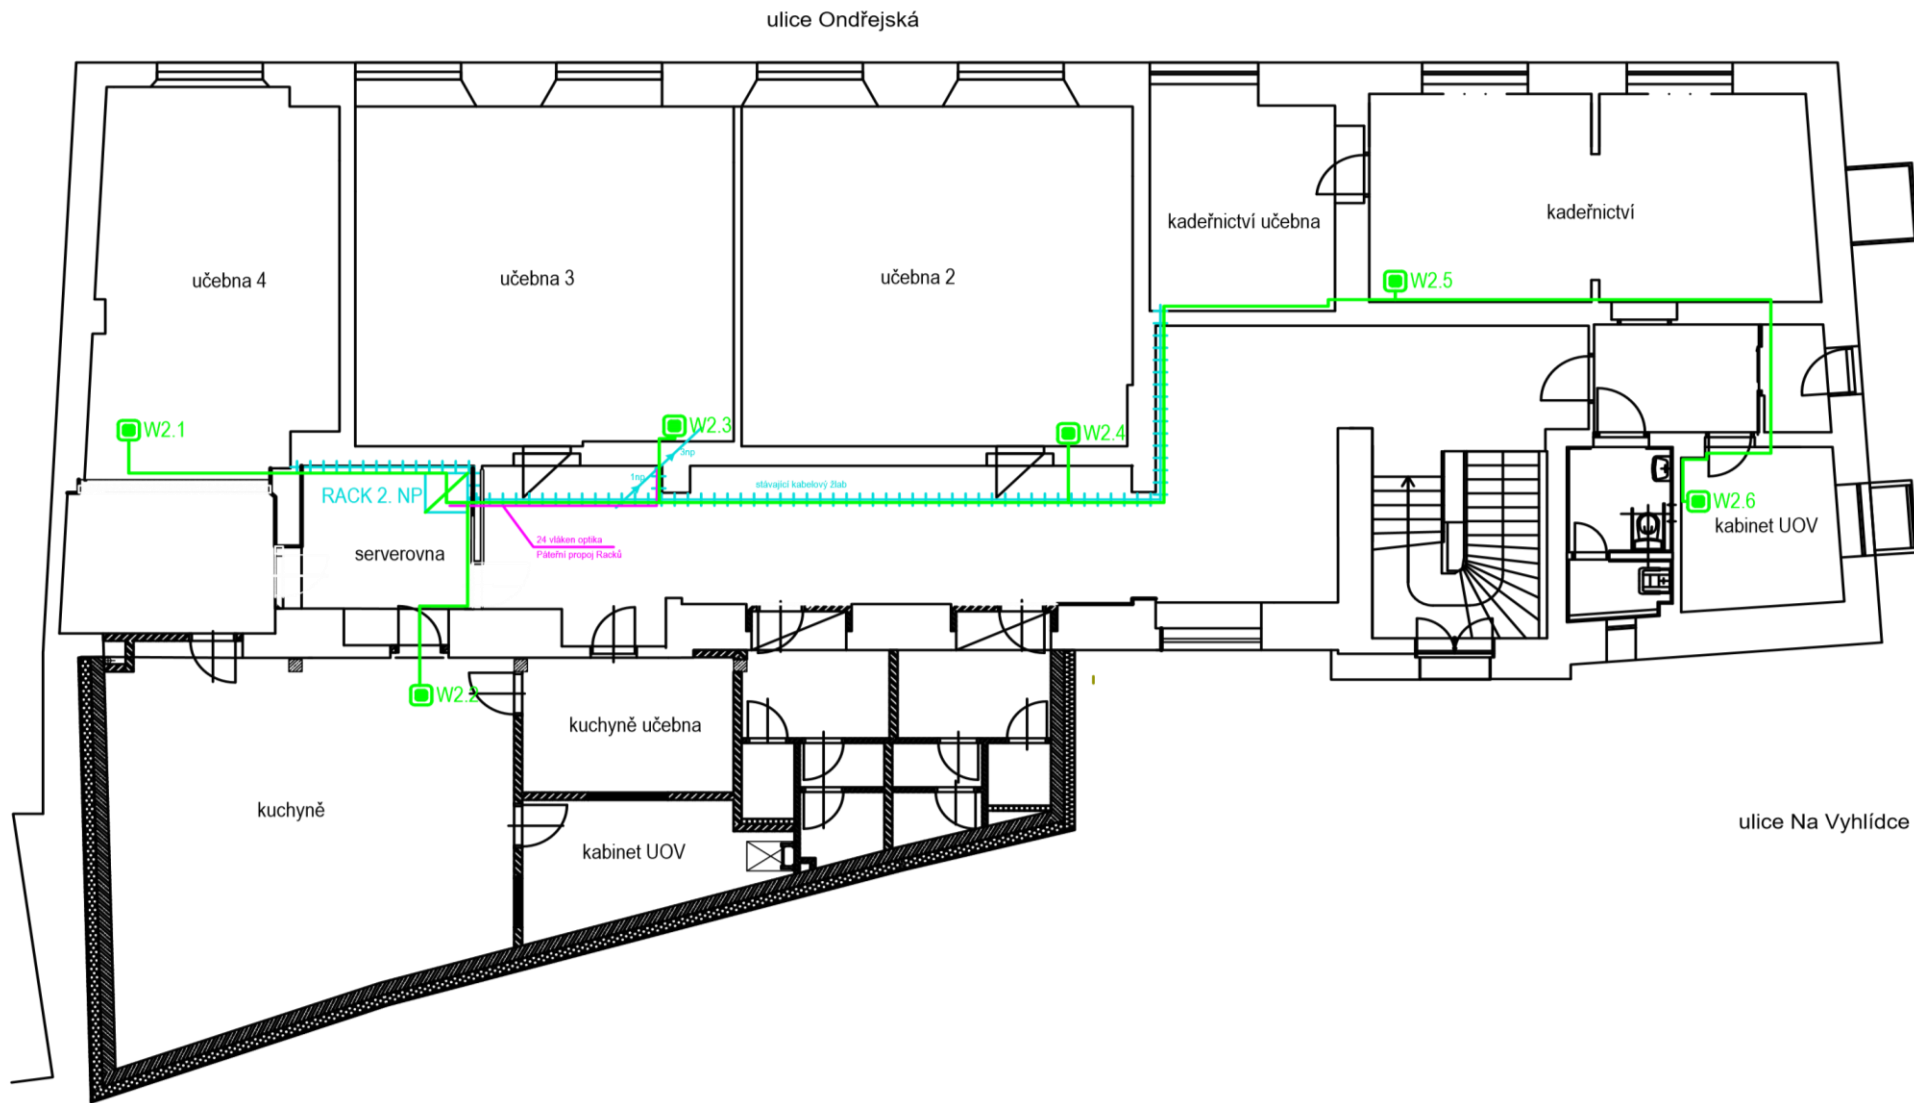 ulice Ondřejská
kadeřnictví učebna
kadeřnictví
učebna 4
učebna 3
učebna 2
W2.5
W2.1
W2.3
W2.4
3np
1np
stávající kabelový žlab
RACK 2. NP
W2.6
kabinet UOV
24 vláken optika
Páteřní propoj Racků
serverovna
W2.2
kuchyně učebna
kuchyně
kabinet UOV
ulice Na Vyhlídce